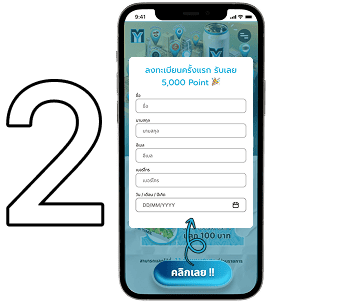 2
9:41
ลงทะเบียนครั้งแรก รับเลย
5,000 Point 🎉
ชื่อ
ชื่อ
นามสกุล
นามสกุล
อีเมล
อีเมล
เบอร์โทร
เบอร์โทร
วัน / เดือน / ปีเกิด
DD/MM/YYYY
100 บาท
คลิกเลย !!